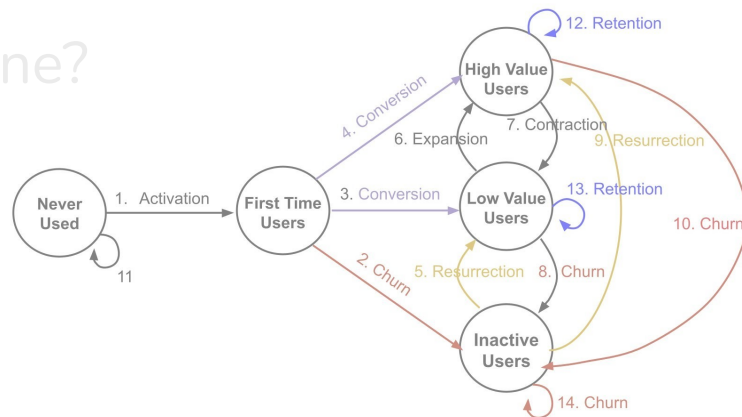 ne?
12. Retention
High Value
Users
4. Conversion
6. Expansion
7. Contraction
9. Resurrection
1. Activation
Never
Used
First Time
Users
3. Conversion
Low Value
Users
13. Retention
10. Churn
11
2. Churn
5. Resurrection
8. Churn
Inactive
Users
14. Churn